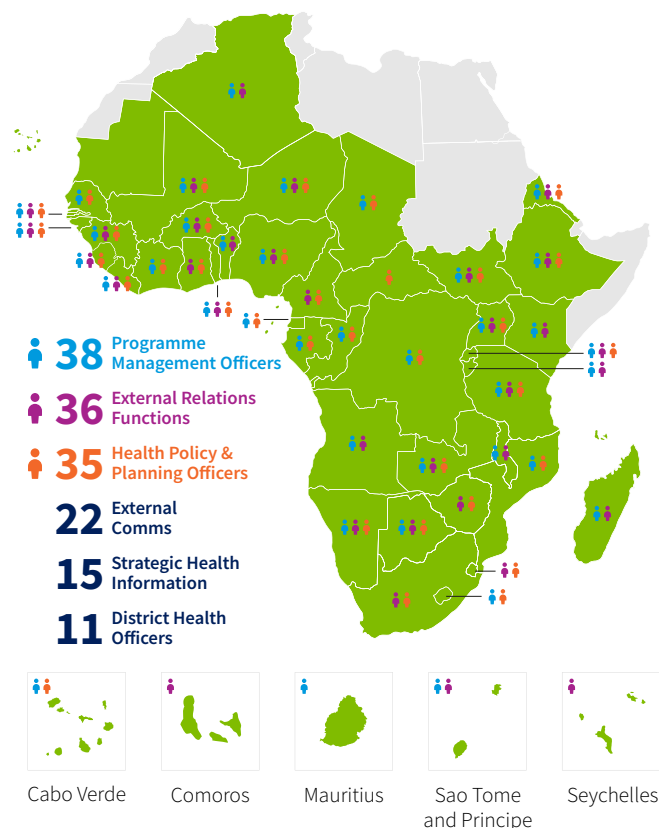 38 Programme
Management Officers
36 External Relations
Functions
35 Health Policy &
Planning Officers
22 External
Comms
15 Strategic Health
Information
11 District Health
Officers
Cabo Verde
Comoros
Mauritius
Sao Tome
and Principe
Seychelles